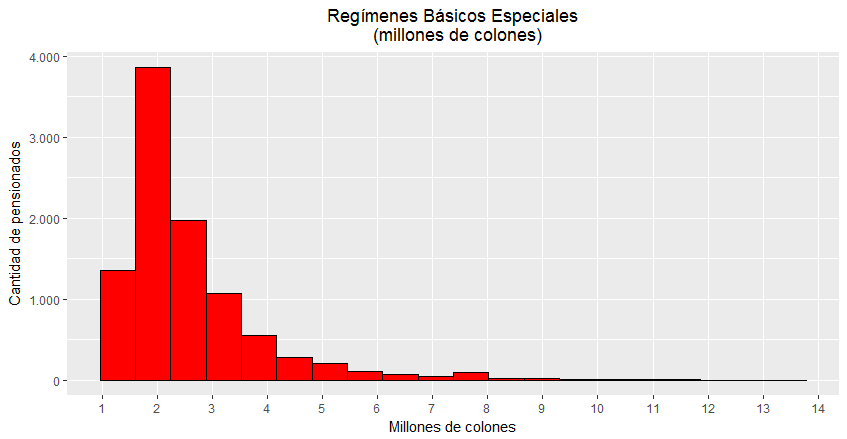 Regímenes Básicos Especiales
(millones de colones)
Cantidad de pensionados
4.000
3.000
2.000
1.000
0
1 2 3 4 5 6 7 8 9 10 11 12 13 14
Millones de colones